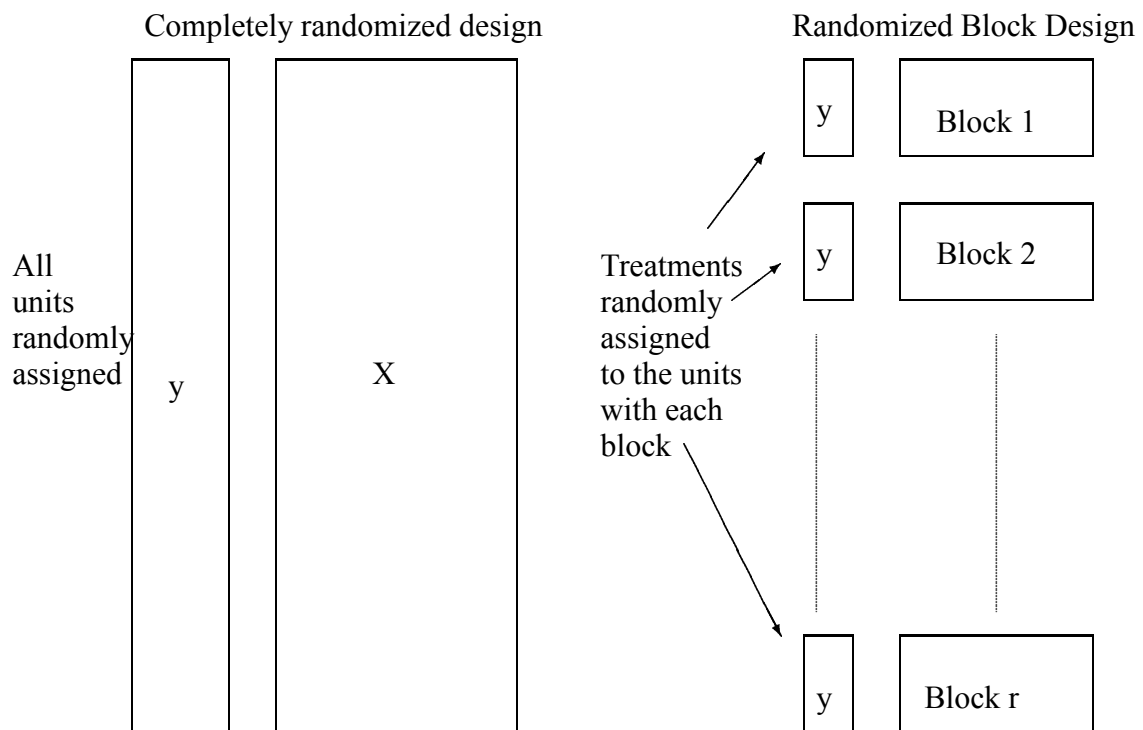 Completely randomized design
All
units
randomly
assigned
y
X
Randomized Block Design
y
Block 1
y
Block 2
Treatments
randomly
assigned
to the units
with each
block
y
Block r